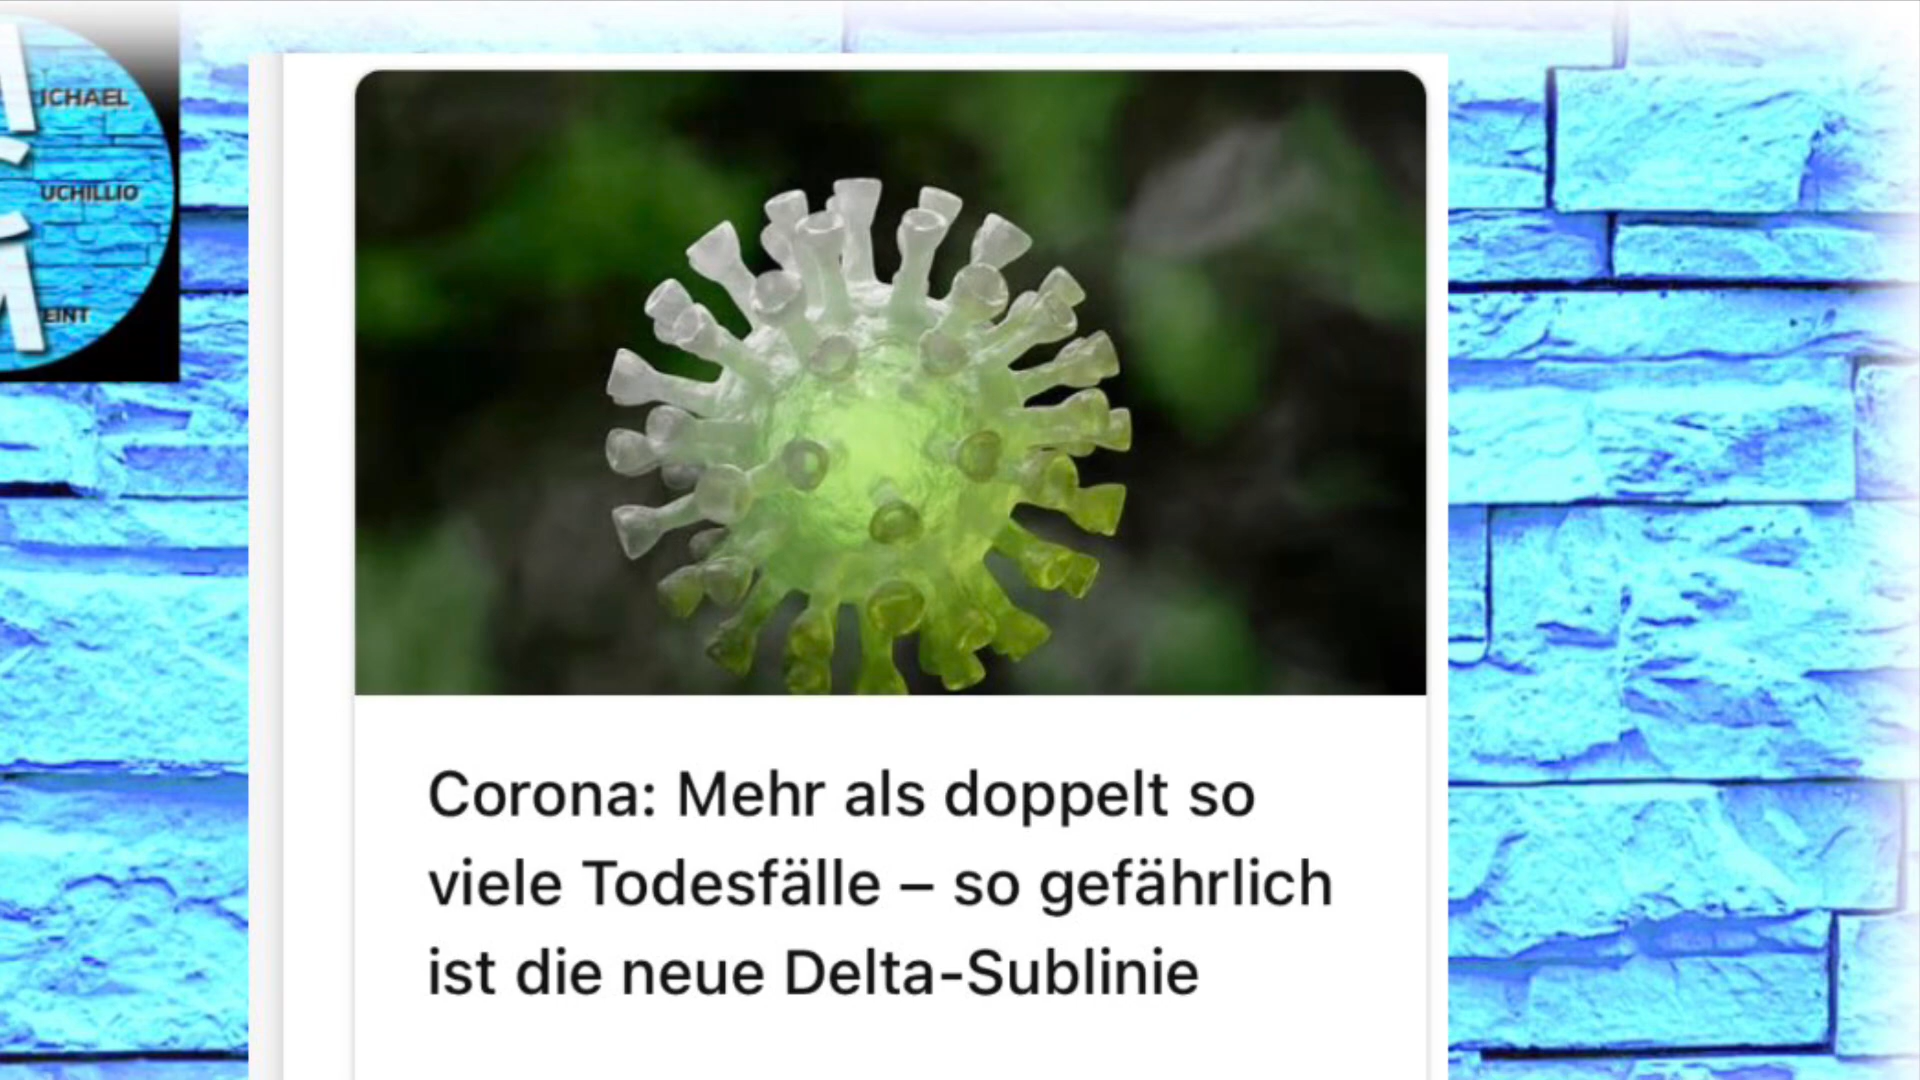 ICHAEL
UCHILLIO
EINT
Corona: Mehr als doppelt so
viele Todesfälle – so gefährlich
ist die neue Delta-Sublinie